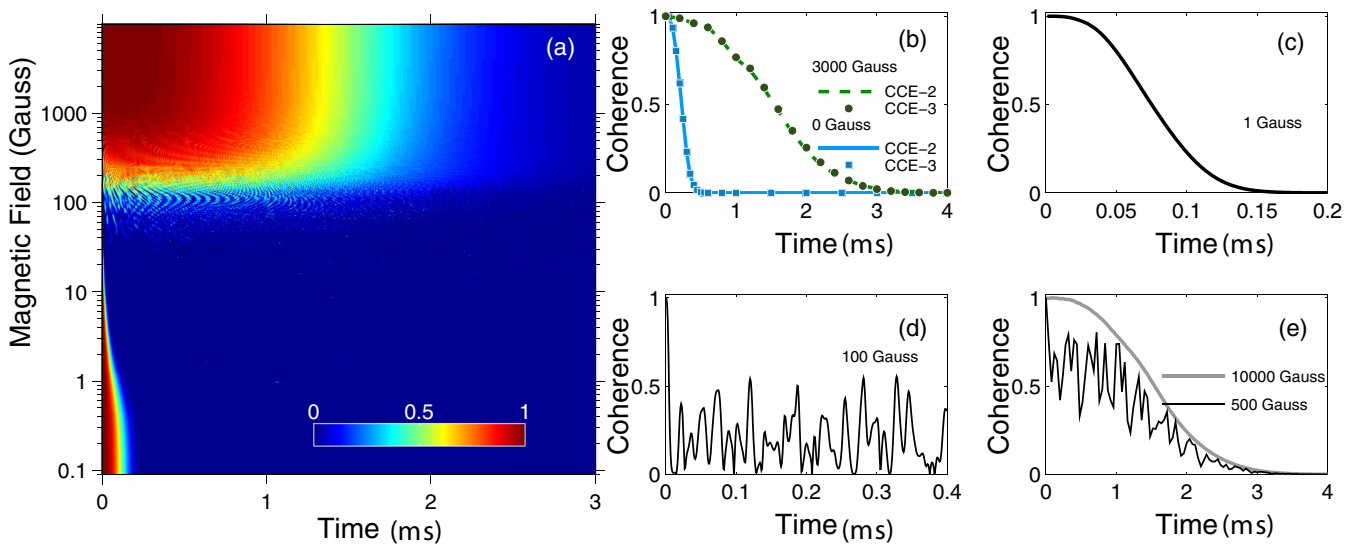 (a)
Magnetic Field (Gauss)
1000
100
10
1
0.1
0 0.5 1
0 1 2 3
Time (ms)
(b)
Coherence
1
0.5
0
3000 Gauss
CCE-2
CCE-3
0 Gauss
CCE-2
CCE-3
0 1 2 3 4
Time (ms)
(c)
Coherence
1
0.5
0
1 Gauss
0 0.05 0.1 0.15 0.2
Time (ms)
(d)
Coherence
1
0.5
0
100 Gauss
0 0.1 0.2 0.3 0.4
Time (ms)
(e)
Coherence
1
0.5
0
10000 Gauss
500 Gauss
0 1 2 3 4
Time (ms)